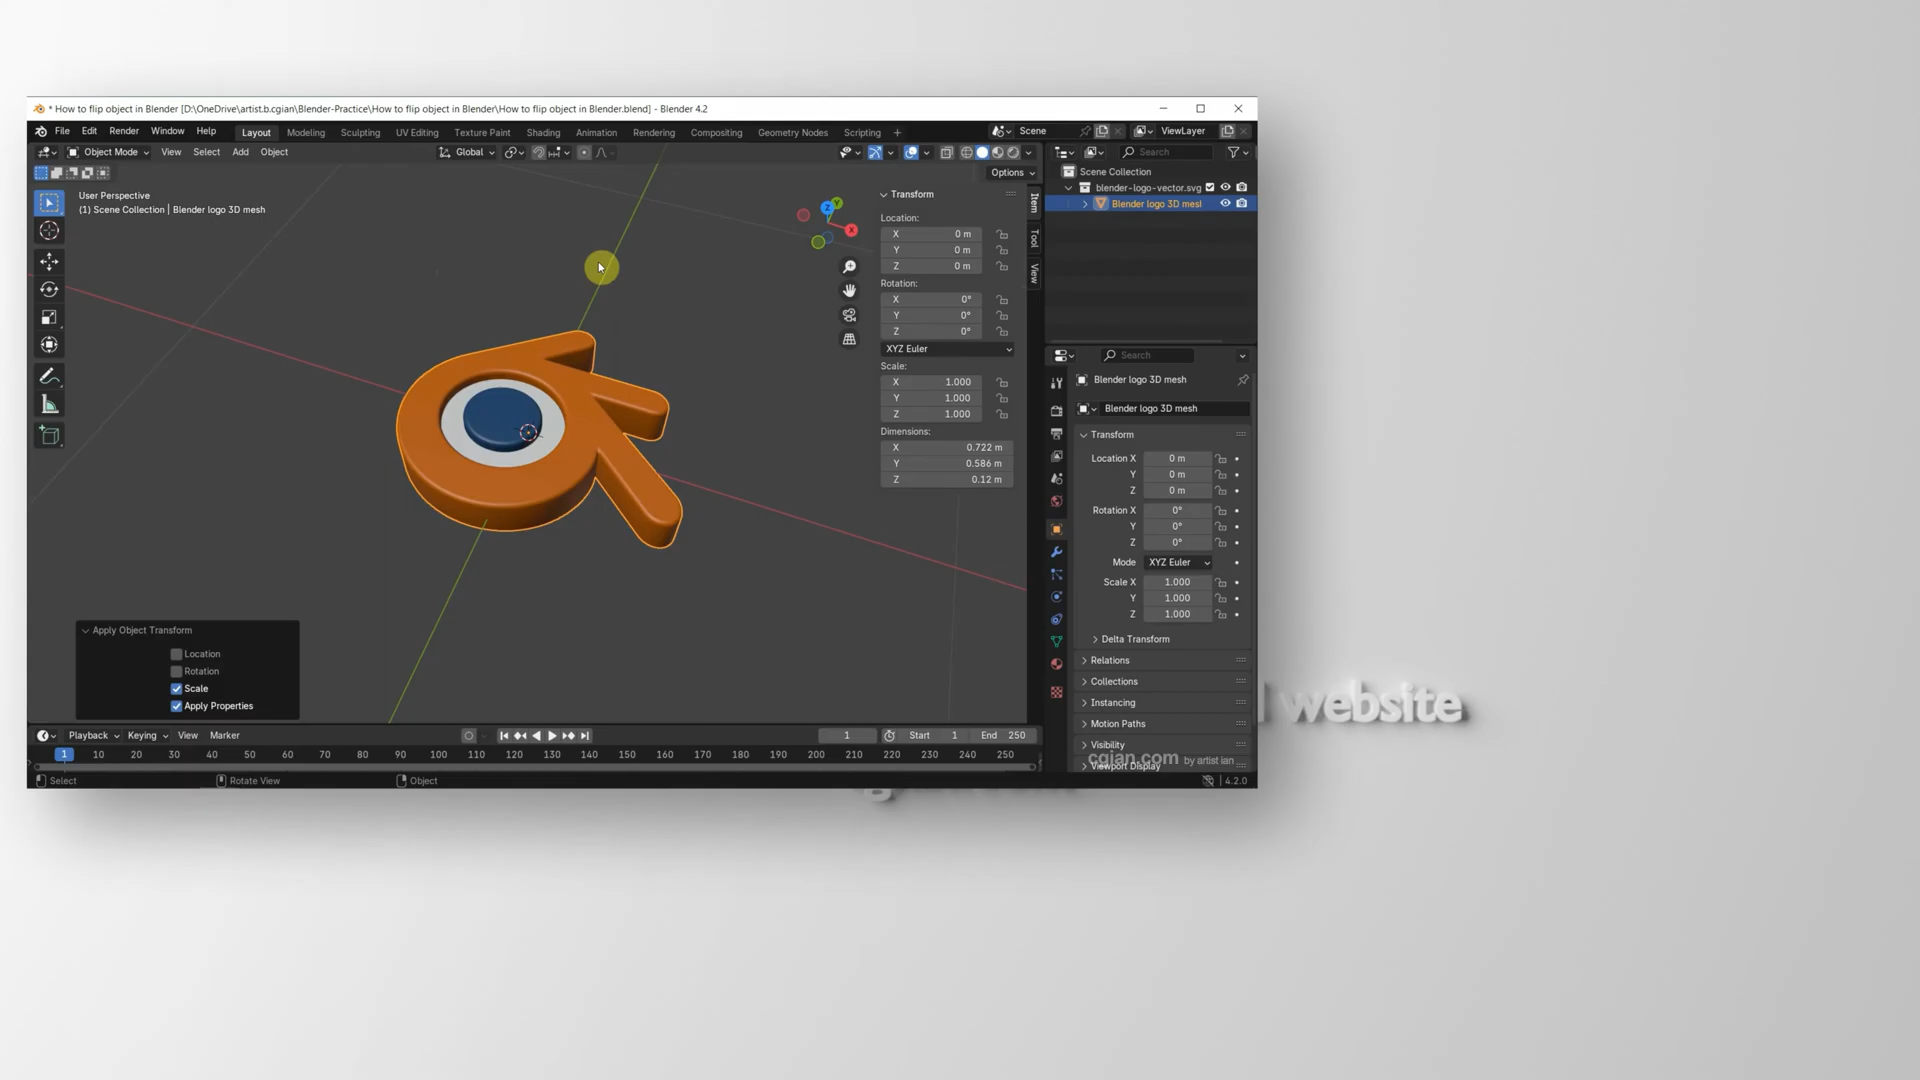 * How to flip object in Blender [D:\OneDrive\artist.b.cgian\Blender-Practice\How to flip object in Blender\How to flip object in Blender.blend] - Blender 4.2
File Edit Render Window Help Layout Modeling Sculpting UV Editing Texture Paint Shading Animation Rendering Compositing Geometry Nodes Scripting + Scene ViewLayer
Object Mode View Select Add Object Global Search
Options
User Perspective
(1) Scene Collection | Blender logo 3D mesh
Z Y X
Transform
Location:
X 0 m
Y 0 m
Z 0 m
Rotation:
X 0°
Y 0°
Z 0°
XYZ Euler
Scale:
X 1.000
Y 1.000
Z 1.000
Dimensions:
X 0.722 m
Y 0.586 m
Z 0.12 m
Item
Tool
View
Scene Collection
blender-logo-vector.svg
Blender logo 3D mesl
Search
Blender logo 3D mesh
Blender logo 3D mesh
Transform
Location X 0 m
Y 0 m
Z 0 m
Rotation X 0°
Y 0°
Z 0°
Mode XYZ Euler
Scale X 1.000
Y 1.000
Z 1.000
Delta Transform
Relations
Collections
Instancing
Motion Paths
Visibility
Viewport Display
cgian.com by artist ian
Apply Object Transform
Location
Rotation
Scale
Apply Properties
Playback Keying View Marker 1 Start 1 End 250
1 10 20 30 40 50 60 70 80 90 100 110 120 130 140 150 160 170 180 190 200 210 220 230 240 250
Select Rotate View Object 4.2.0
website